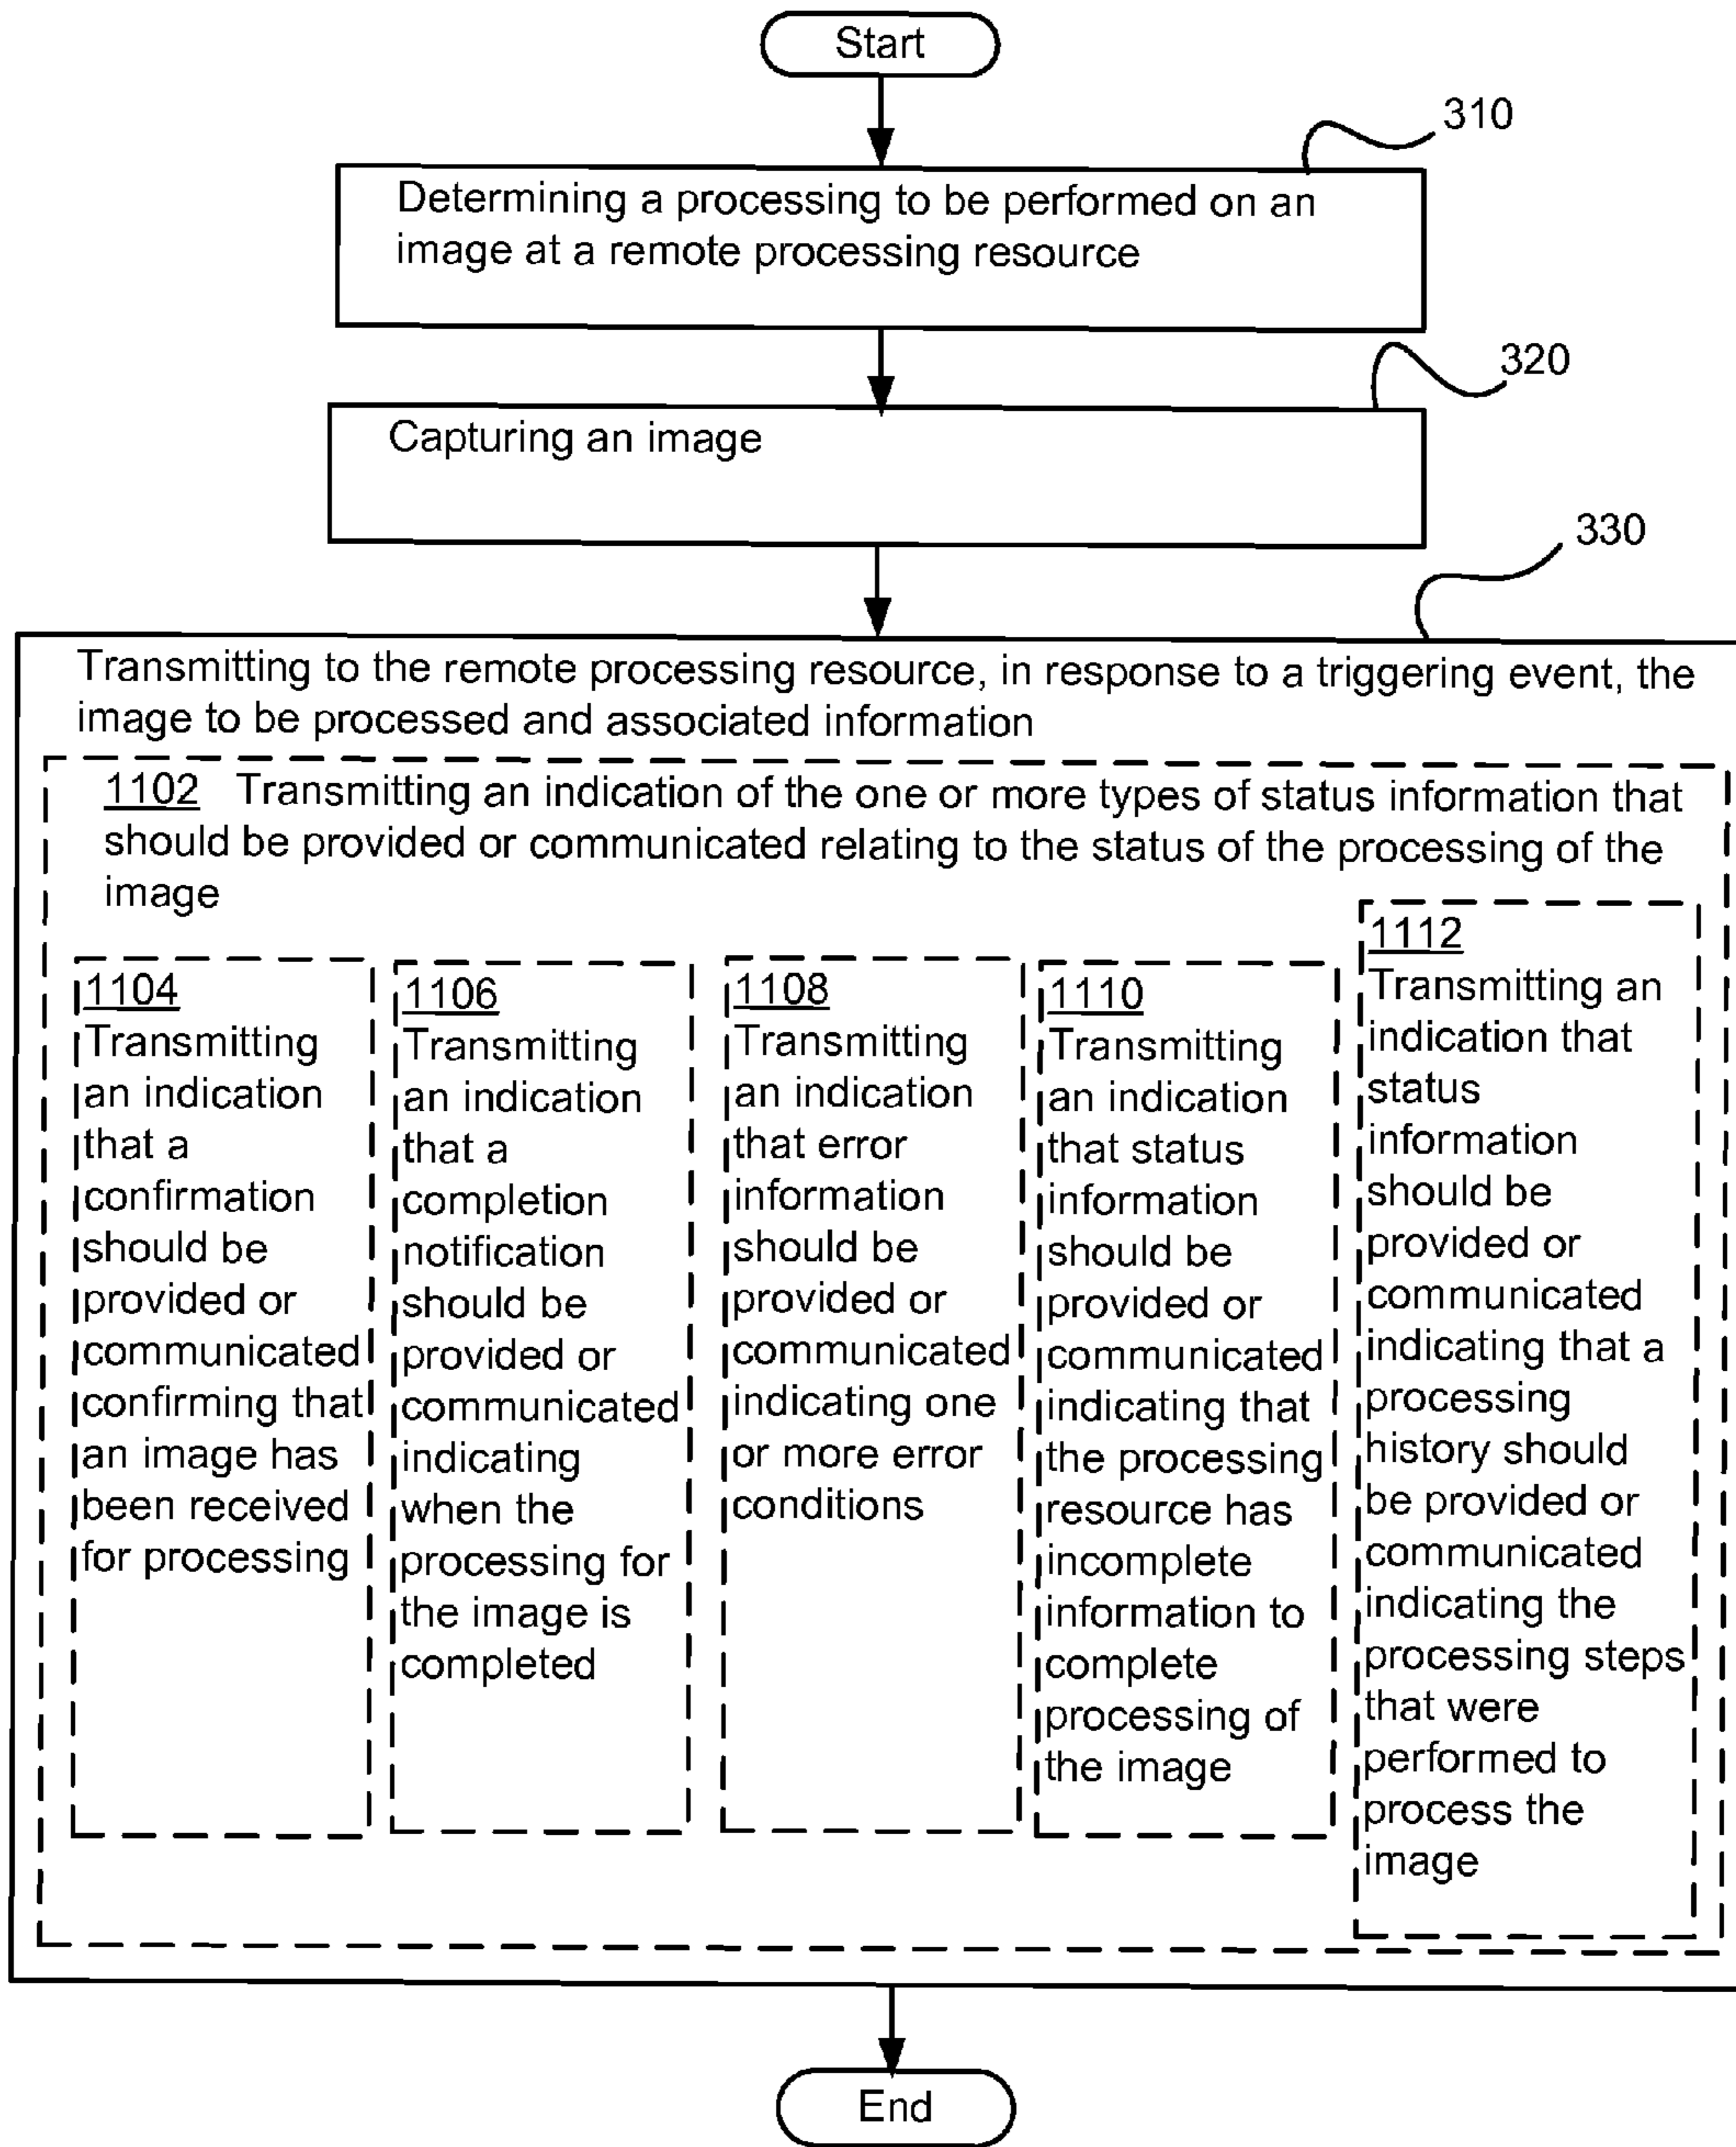 Start
310
Determining a processing to be performed on an
image at a remote processing resource
320
Capturing an image
330
Transmitting to the remote processing resource, in response to a triggering event, the
image to be processed and associated information
1102 Transmitting an indication of the one or more types of status information that
should be provided or communicated relating to the status of the processing of the
image
1104
Transmitting
an indication
that a
confirmation
should be
provided or
communicated
confirming that
an image has
been received
for processing
1106
Transmitting
an indication
that a
completion
notification
should be
provided or
communicated
indicating
when the
processing for
the image is
completed
1108
Transmitting
an indication
that error
information
should be
provided or
communicated
indicating one
or more error
conditions
1110
Transmitting
an indication
that status
information
should be
provided or
communicated
indicating that
the processing
resource has
incomplete
information to
complete
processing of
the image
1112
Transmitting an
indication that
status
information
should be
provided or
communicated
indicating that a
processing
history should
be provided or
communicated
indicating the
processing steps
that were
performed to
process the
image
End